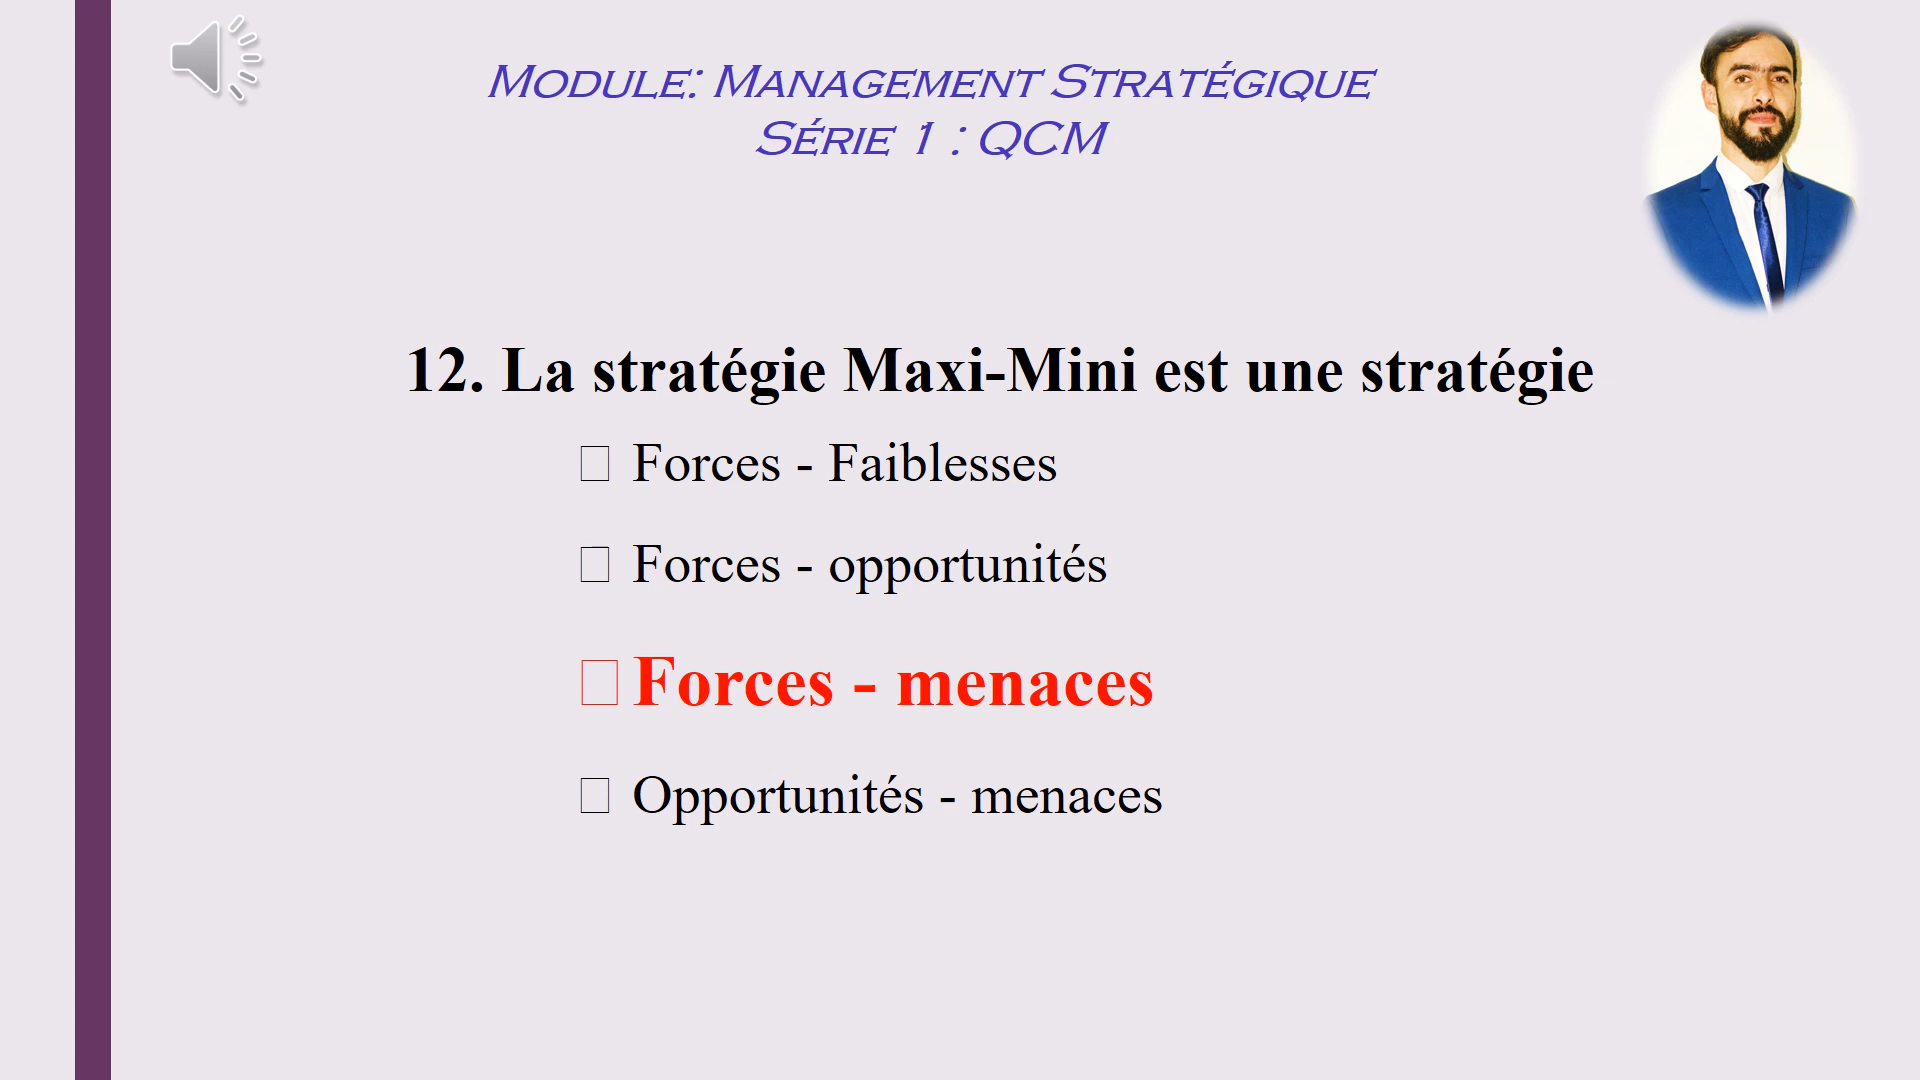 Module: Management Stratégique
Série 1 : QCM
12. La stratégie Maxi-Mini est une stratégie
Forces - Faiblesses
Forces - opportunités
Forces - menaces
Opportunités - menaces